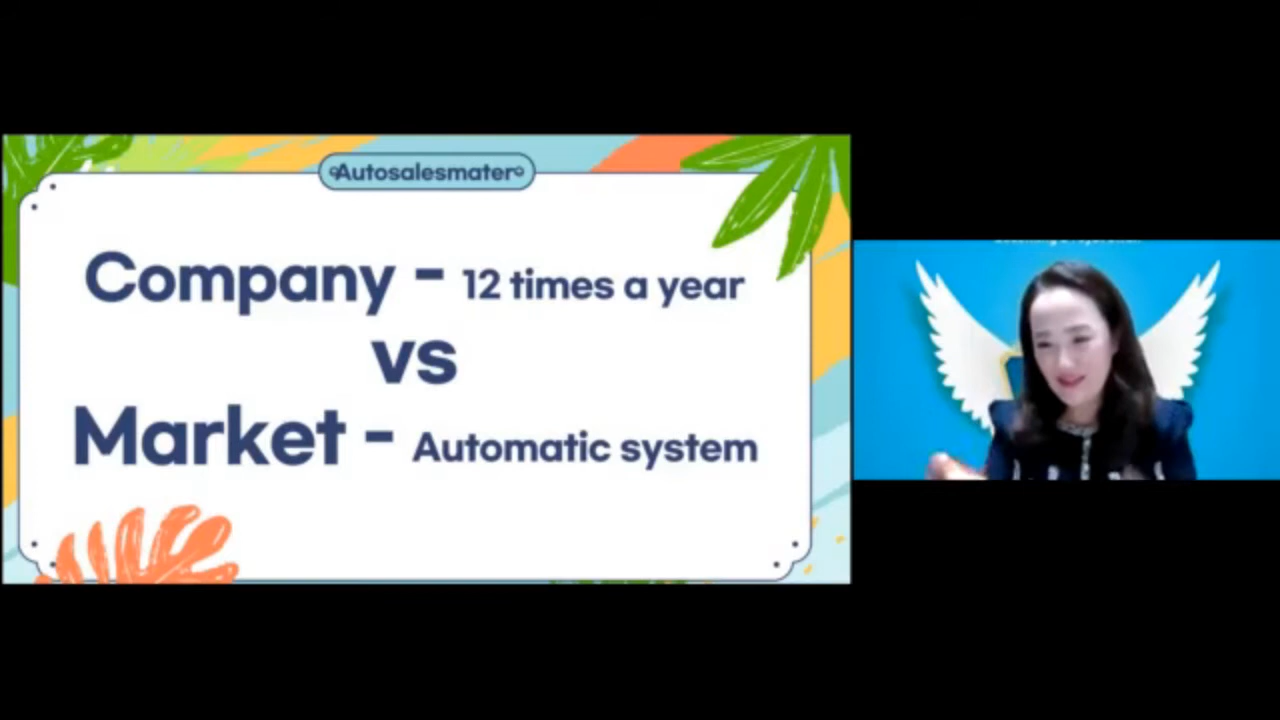 Autosalesmater
Company - 12 times a year
vs
Market - Automatic system